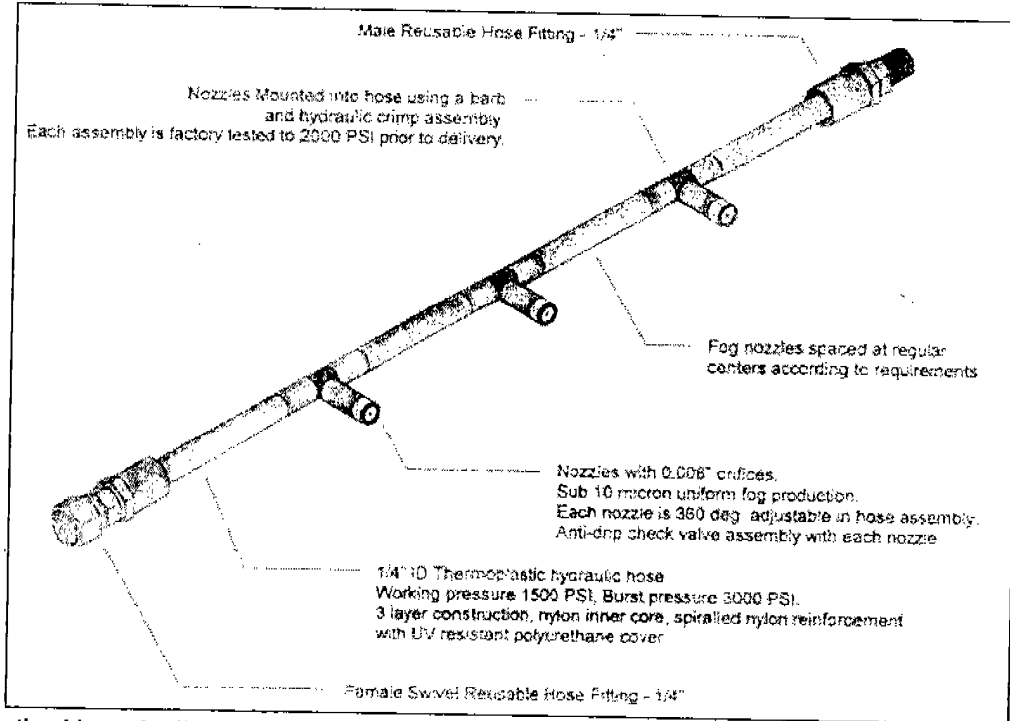 Male Reusable Hose Fitting - 1/4"
Nozzles Mounted into hose using a barb
and hydraulic crimp assembly
Each assembly is factory tested to 2000 PSI prior to delivery.
Fog nozzles spaced at regular
centers according to requirements
Nozzles with 0.006" orifices.
Sub 10 micron uniform fog production.
Each nozzle is 360 deg adjustable in hose assembly.
Anti-drip check valve assembly with each nozzle
1/4" ID Thermoplastic hydraulic hose
Working pressure 1500 PSI, Burst pressure 3000 PSI.
3 layer construction, nylon inner core, spiralled nylon reinforcement
with UV resistant polyurethane cover
Female Swivel Reusable Hose Fitting - 1/4"